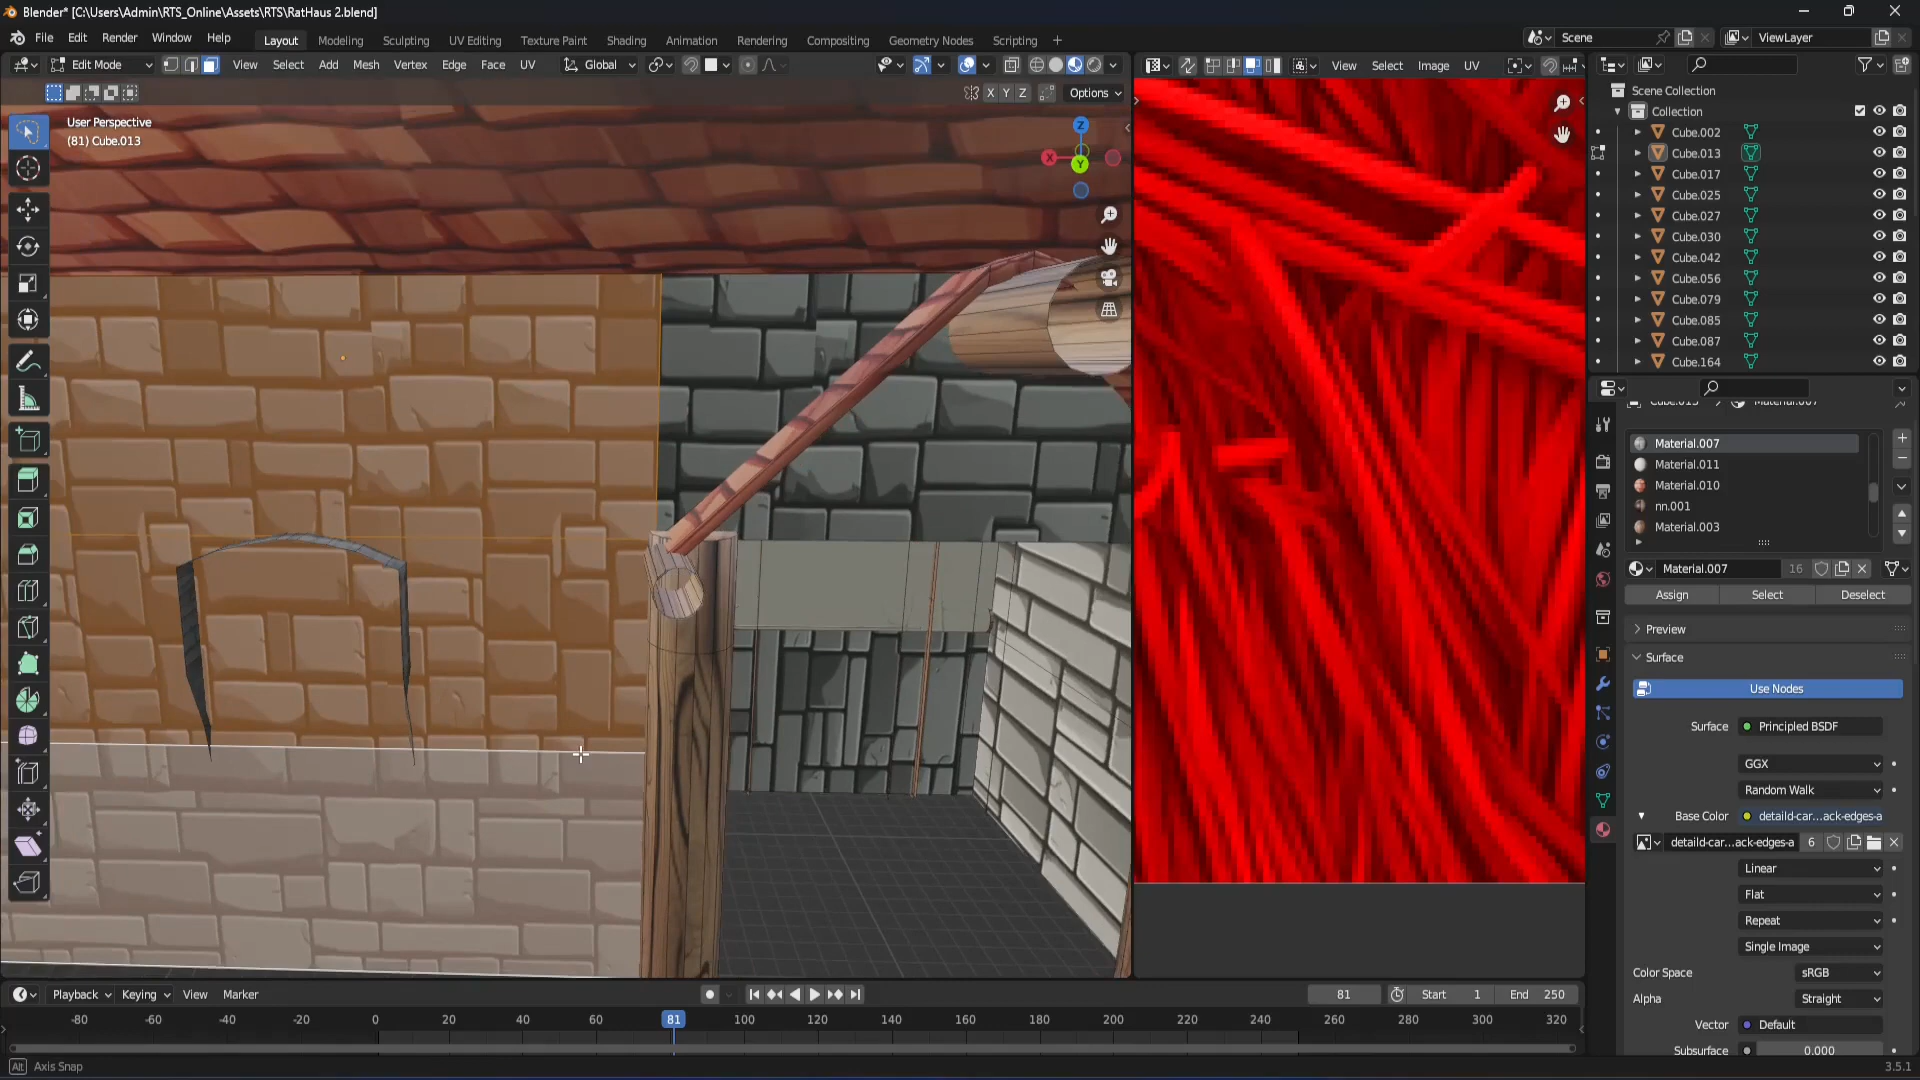 Blender* [C:\Users\Admin\RTS_Online\Assets\RTS\RatHaus 2.blend]
File Edit Render Window Help Layout Modeling Sculpting UV Editing Texture Paint Shading Animation Rendering Compositing Geometry Nodes Scripting + Scene ViewLayer
Edit Mode View Select Add Mesh Vertex Edge Face UV Global View Select Image UV
X Y Z Options
User Perspective
(81) Cube.013
Z
X
Y
Scene Collection
Collection
Cube.002
Cube.013
Cube.017
Cube.025
Cube.027
Cube.030
Cube.042
Cube.056
Cube.079
Cube.085
Cube.087
Cube.164
Material.007
Material.011
Material.010
nn.001
Material.003
Material.007 16
Assign Select Deselect
Preview
Surface
Use Nodes
Surface Principled BSDF
GGX
Random Walk
Base Color detaild-car...ack-edges-a
detaild-car...ack-edges-a 6
Linear
Flat
Repeat
Single Image
Color Space sRGB
Alpha Straight
Vector Default
Subsurface 0.000
Playback Keying View Marker 81 Start 1 End 250
-80 -60 -40 -20 0 20 40 60 81 100 120 140 160 180 200 220 240 260 280 300 320
Alt Axis Snap 3.5.1